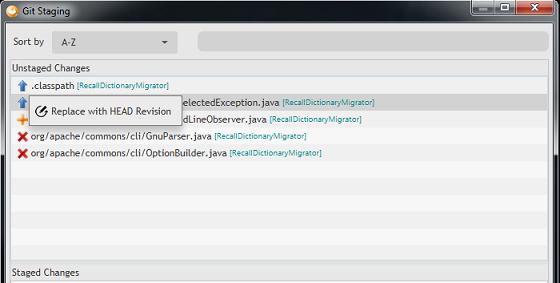 Git Staging
Sort by
A-Z
Unstaged Changes
.classpath [RecallDictionaryMigrator]
electedException.java [RecallDictionaryMigrator]
Replace with HEAD Revision
dLineObserver.java [RecallDictionaryMigrator]
org/apache/commons/cli/GnuParser.java [RecallDictionaryMigrator]
org/apache/commons/cli/OptionBuilder.java [RecallDictionaryMigrator]
Staged Changes